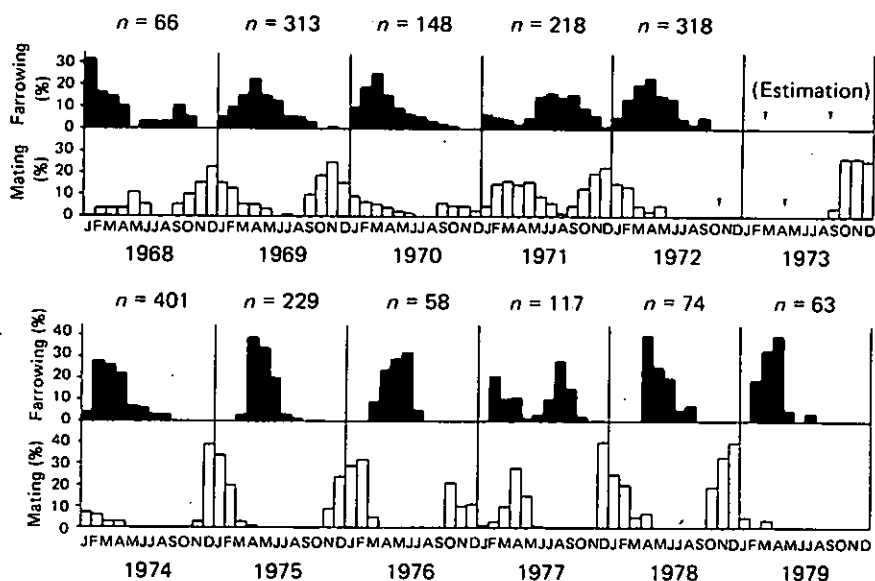 n = 66 n = 313 n = 148 n = 218 n = 318
Farrowing (%)
30
20
10
0
(Estimation)
Mating (%)
30
20
10
0
JFMAMJJASONDJFMAMJJASONDJFMAMJJASONDJFMAMJJASONDJFMAMJJASONDJFMAMJJASOND
1968 1969 1970 1971 1972 1973
n = 401 n = 229 n = 58 n = 117 n = 74 n = 63
Farrowing (%)
40
30
20
10
0
Mating (%)
40
30
20
10
0
JFMAMJJASONDJFMAMJJASONDJFMAMJJASONDJFMAMJJASONDJFMAMJJASONDJFMAMJJASOND
1974 1975 1976 1977 1978 1979